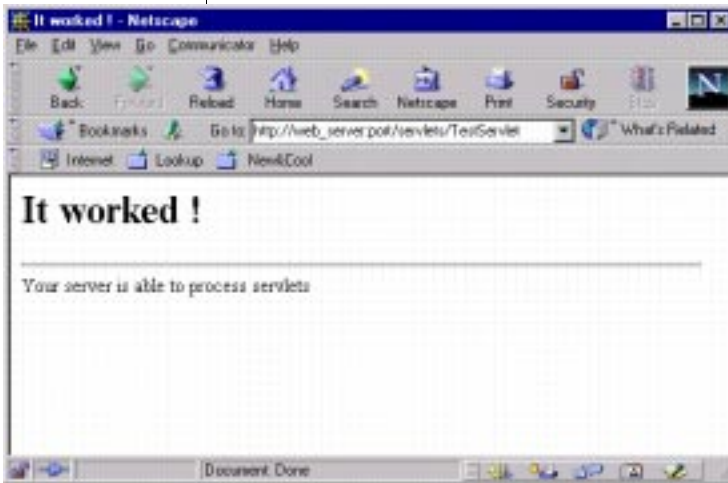 It worked ! - Netscape
File Edit View Go Communicator Help
Back Forward Reload Home Search Netscape Print Security Stop
N
Bookmarks Go to: http://web_server:port/servlets/TestServlet What's Related
Internet Lookup New&Cool
It worked !
Your server is able to process servlets
Document: Done